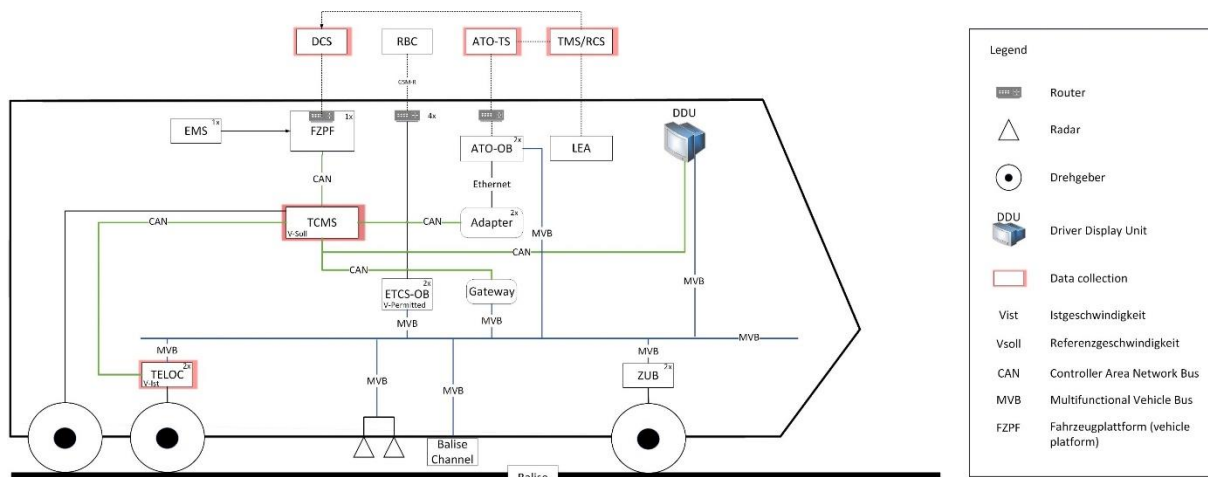 DCS
RBC
ATO-TS
TMS/RCS
GSM-R
EMS
1x
1x
FZPF
4x
ATO-OB
2x
LEA
DDU
CAN
Ethernet
TCMS
V-Soll
CAN
CAN
Adapter
2x
MVB
CAN
CAN
ETCS-OB
2x
V-Permitted
Gateway
MVB
MVB
MVB
MVB
MVB
TELOC
2x
V-Ist
MVB
MVB
MVB
ZUB
2x
Balise
Channel
Balise
Legend
Router
Radar
Drehgeber
DDU
Driver Display Unit
Data collection
Vist Istgeschwindigkeit
Vsoll Referenzgeschwindigkeit
CAN Controller Area Network Bus
MVB Multifunctional Vehicle Bus
FZPF Fahrzeugplattform (vehicle
platform)